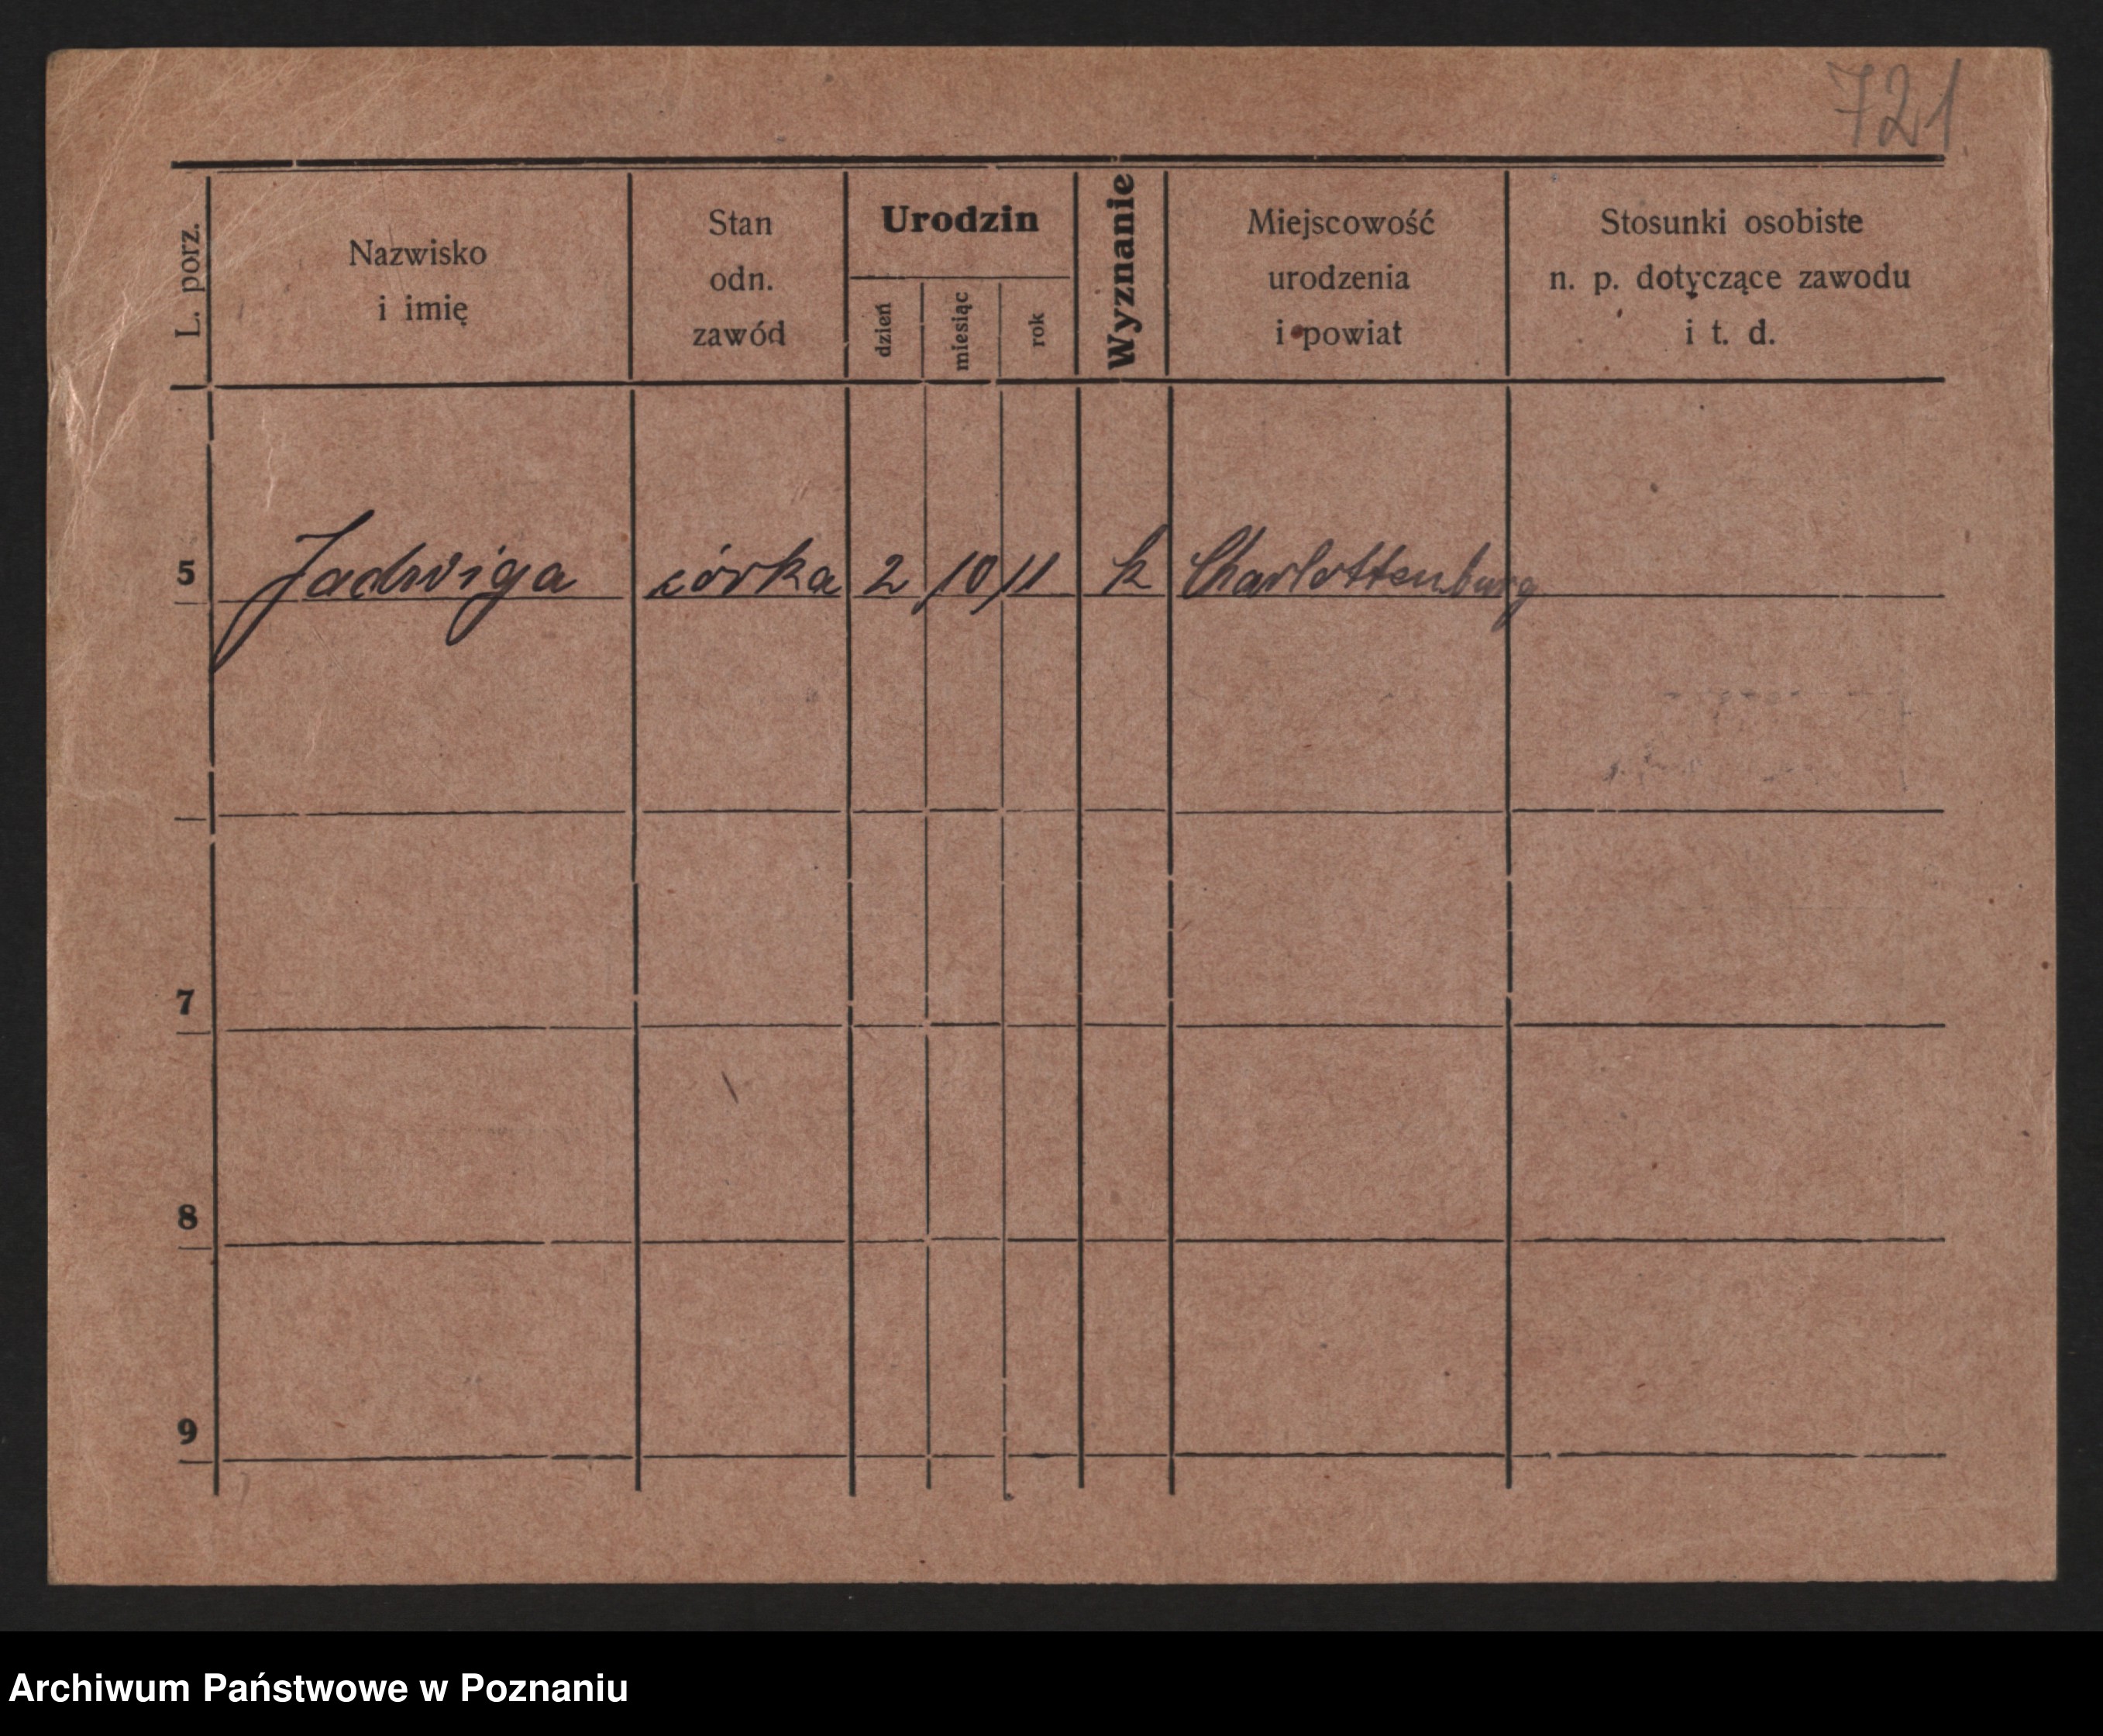 721
L. porz.
Nazwisko
i imię
Stan
odn.
zawód
Urodzin
dzień
miesiąc
rok
Wyznanie
Miejscowość
urodzenia
i powiat
Stosunki osobiste
n. p. dotyczące zawodu
i t. d.
5 Jadwiga córka 2/10/11 k Charlottenburg
7
8
9
Archiwum Państwowe w Poznaniu